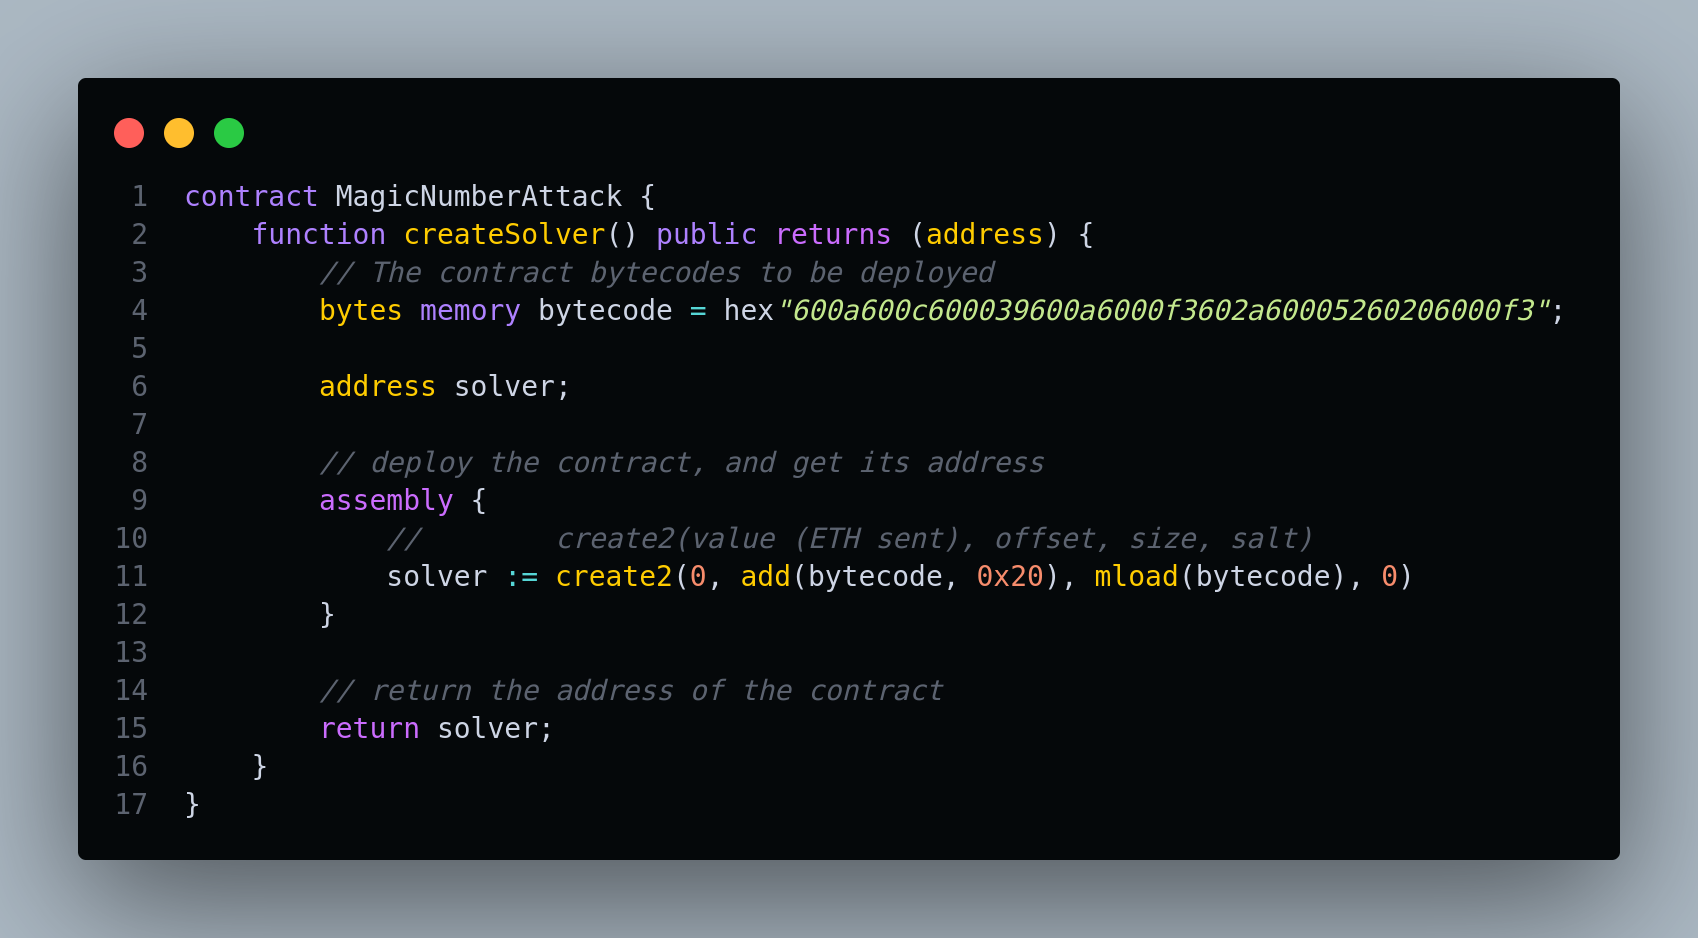 1 contract MagicNumberAttack {
2     function createSolver() public returns (address) {
3         // The contract bytecodes to be deployed
4         bytes memory bytecode = hex"600a600c600039600a6000f3602a60005260206000f3";
5
6         address solver;
7
8         // deploy the contract, and get its address
9         assembly {
10             //        create2(value (ETH sent), offset, size, salt)
11             solver := create2(0, add(bytecode, 0x20), mload(bytecode), 0)
12         }
13
14         // return the address of the contract
15         return solver;
16     }
17 }